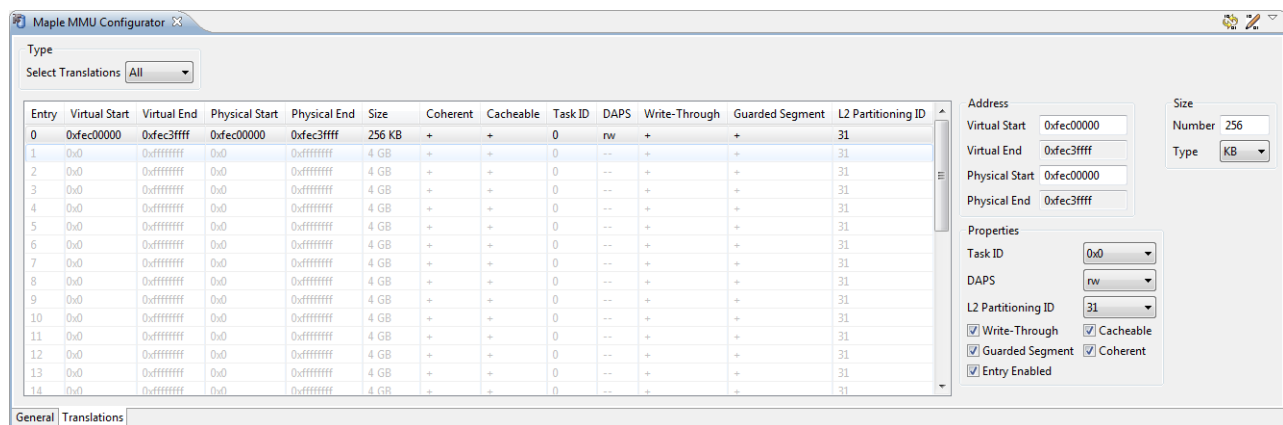 Maple MMU Configurator
Type
Select Translations All
Entry Virtual Start Virtual End Physical Start Physical End Size Coherent Cacheable Task ID DAPS Write-Through Guarded Segment L2 Partitioning ID
0 0xfec00000 0xfec3ffff 0xfec00000 0xfec3ffff 256 KB + + 0 rw + + 31
1 0x0 0xffffffff 0x0 0xffffffff 4 GB + + 0 -- + + 31
2 0x0 0xffffffff 0x0 0xffffffff 4 GB + + 0 -- + + 31
3 0x0 0xffffffff 0x0 0xffffffff 4 GB + + 0 -- + + 31
4 0x0 0xffffffff 0x0 0xffffffff 4 GB + + 0 -- + + 31
5 0x0 0xffffffff 0x0 0xffffffff 4 GB + + 0 -- + + 31
6 0x0 0xffffffff 0x0 0xffffffff 4 GB + + 0 -- + + 31
7 0x0 0xffffffff 0x0 0xffffffff 4 GB + + 0 -- + + 31
8 0x0 0xffffffff 0x0 0xffffffff 4 GB + + 0 -- + + 31
9 0x0 0xffffffff 0x0 0xffffffff 4 GB + + 0 -- + + 31
10 0x0 0xffffffff 0x0 0xffffffff 4 GB + + 0 -- + + 31
11 0x0 0xffffffff 0x0 0xffffffff 4 GB + + 0 -- + + 31
12 0x0 0xffffffff 0x0 0xffffffff 4 GB + + 0 -- + + 31
13 0x0 0xffffffff 0x0 0xffffffff 4 GB + + 0 -- + + 31
14 0x0 0xffffffff 0x0 0xffffffff 4 GB + + 0 -- + + 31
Address
Virtual Start 0xfec00000
Virtual End 0xfec3ffff
Physical Start 0xfec00000
Physical End 0xfec3ffff
Size
Number 256
Type KB
Properties
Task ID 0x0
DAPS rw
L2 Partitioning ID 31
Write-Through Cacheable
Guarded Segment Coherent
Entry Enabled
General Translations